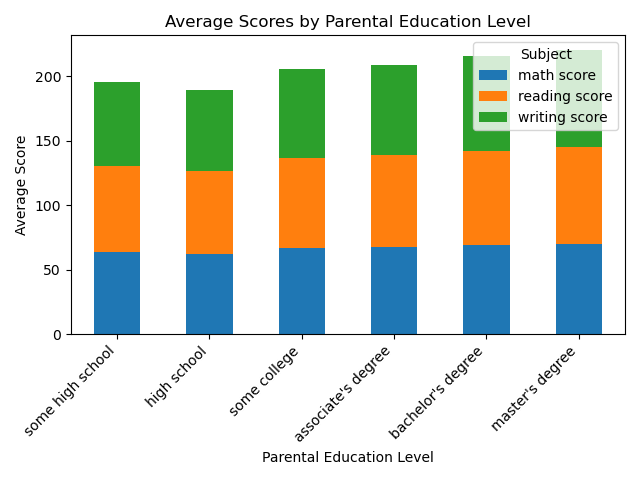 Average Scores by Parental Education Level
Subject
math score
reading score
writing score
Average Score
200
150
100
50
0
some high school
high school
some college
associate's degree
bachelor's degree
master's degree
Parental Education Level